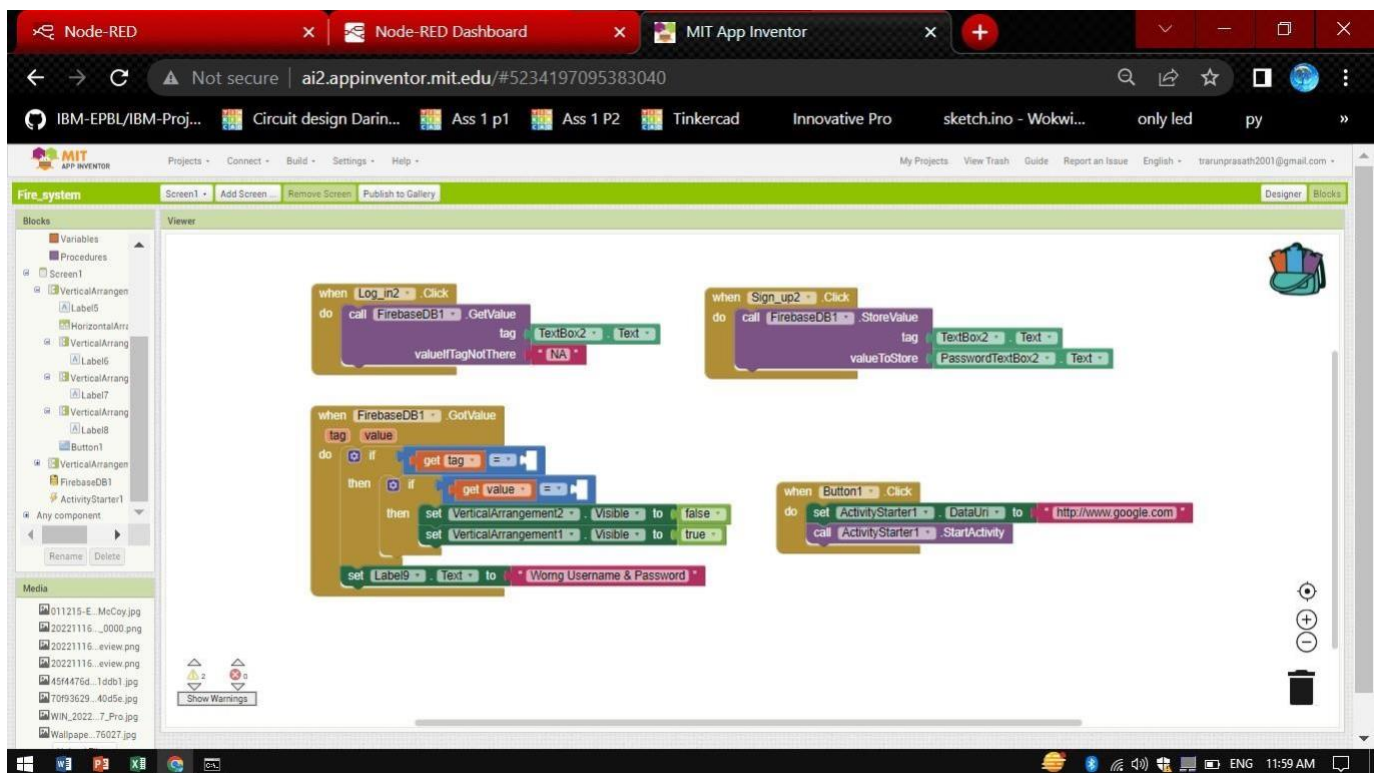 Node-RED
Node-RED Dashboard
MIT App Inventor
Not secure | ai2.appinventor.mit.edu/#5234197095383040
IBM-EPBL/IBM-Proj... Circuit design Darin... Ass 1 p1 Ass 1 P2 Tinkercad Innovative Pro sketch.ino - Wokwi... only led py »
MIT
APP INVENTOR
Projects Connect Build Settings Help My Projects View Trash Guide Report an Issue English trarunprasath2001@gmail.com
Fire_system Screen1 Add Screen ... Remove Screen Publish to Gallery Designer Blocks
Blocks
Viewer
Variables
Procedures
Screen1
VerticalArrangen
Label5
HorizontalArra
VerticalArrang
Label6
VerticalArrang
Label7
VerticalArrang
Label8
Button1
VerticalArrangen
FirebaseDB1
ActivityStarter1
Any component
Rename Delete
Media
011215-E...McCoy.jpg
20221116..._0000.png
20221116...eview.png
20221116...eview.png
45f4476d...1ddb1.jpg
70f93629...40d5e.jpg
WIN_2022...7_Pro.jpg
Wallpape...76027.jpg
when Log_in2 .Click
do call FirebaseDB1 .GetValue
tag TextBox2 . Text
valueIfTagNotThere " NA "
when Sign_up2 .Click
do call FirebaseDB1 .StoreValue
tag TextBox2 . Text
valueToStore PasswordTextBox2 . Text
when FirebaseDB1 .GotValue
tag value
do if get tag =
then if get value =
then set VerticalArrangement2 . Visible to false
set VerticalArrangement1 . Visible to true
set Label9 . Text to " Worng Username & Password "
when Button1 .Click
do set ActivityStarter1 . DataUri to " http://www.google.com "
call ActivityStarter1 .StartActivity
2 0
Show Warnings
ENG 11:59 AM